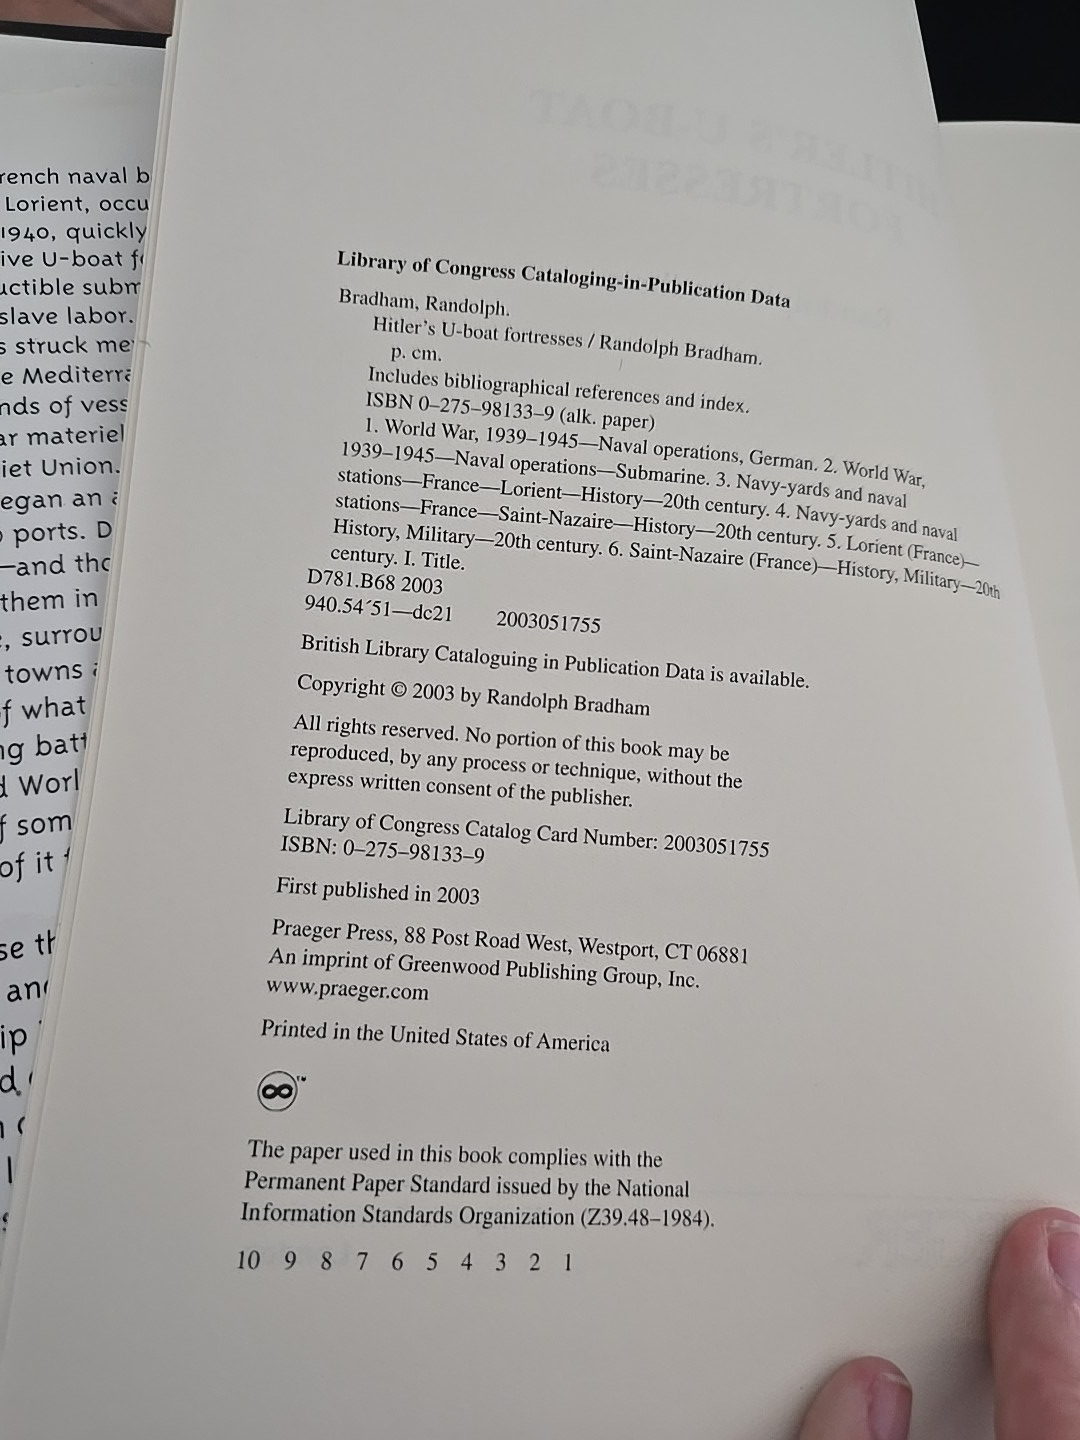 rench naval b
Lorient, occu
1940, quickly
ive U-boat f
uctible subm
slave labor.
s struck me
e Mediterra
nds of vess
ar materiel
iet Union.
egan an a
ports. D
—and tho
them in
, surrou
towns a
f what
ng batt
d Worl
f som
of it
se th
and
ip
d
HITLER'S U-BOAT
FORTRESSES
Library of Congress Cataloging-in-Publication Data
Bradham, Randolph.
Hitler's U-boat fortresses / Randolph Bradham.
p. cm.
Includes bibliographical references and index.
ISBN 0–275–98133–9 (alk. paper)
1. World War, 1939–1945—Naval operations, German. 2. World War,
1939–1945—Naval operations—Submarine. 3. Navy-yards and naval
stations—France—Lorient—History—20th century. 4. Navy-yards and naval
stations—France—Saint-Nazaire—History—20th century. 5. Lorient (France)—
History, Military—20th century. 6. Saint-Nazaire (France)—History, Military—20th
century. I. Title.
D781.B68 2003
940.54´51—dc21 2003051755
British Library Cataloguing in Publication Data is available.
Copyright © 2003 by Randolph Bradham
All rights reserved. No portion of this book may be
reproduced, by any process or technique, without the
express written consent of the publisher.
Library of Congress Catalog Card Number: 2003051755
ISBN: 0–275–98133–9
First published in 2003
Praeger Press, 88 Post Road West, Westport, CT 06881
An imprint of Greenwood Publishing Group, Inc.
www.praeger.com
Printed in the United States of America
∞™
The paper used in this book complies with the
Permanent Paper Standard issued by the National
Information Standards Organization (Z39.48–1984).
10 9 8 7 6 5 4 3 2 1